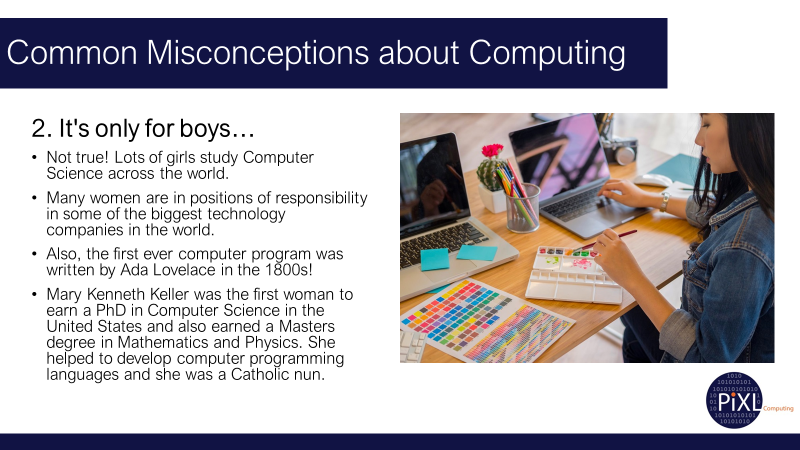 Common Misconceptions about Computing
2. It's only for boys…
• Not true! Lots of girls study Computer
Science across the world.
• Many women are in positions of responsibility
in some of the biggest technology
companies in the world.
• Also, the first ever computer program was
written by Ada Lovelace in the 1800s!
• Mary Kenneth Keller was the first woman to
earn a PhD in Computer Science in the
United States and also earned a Masters
degree in Mathematics and Physics. She
helped to develop computer programming
languages and she was a Catholic nun.
PiXL
Computing